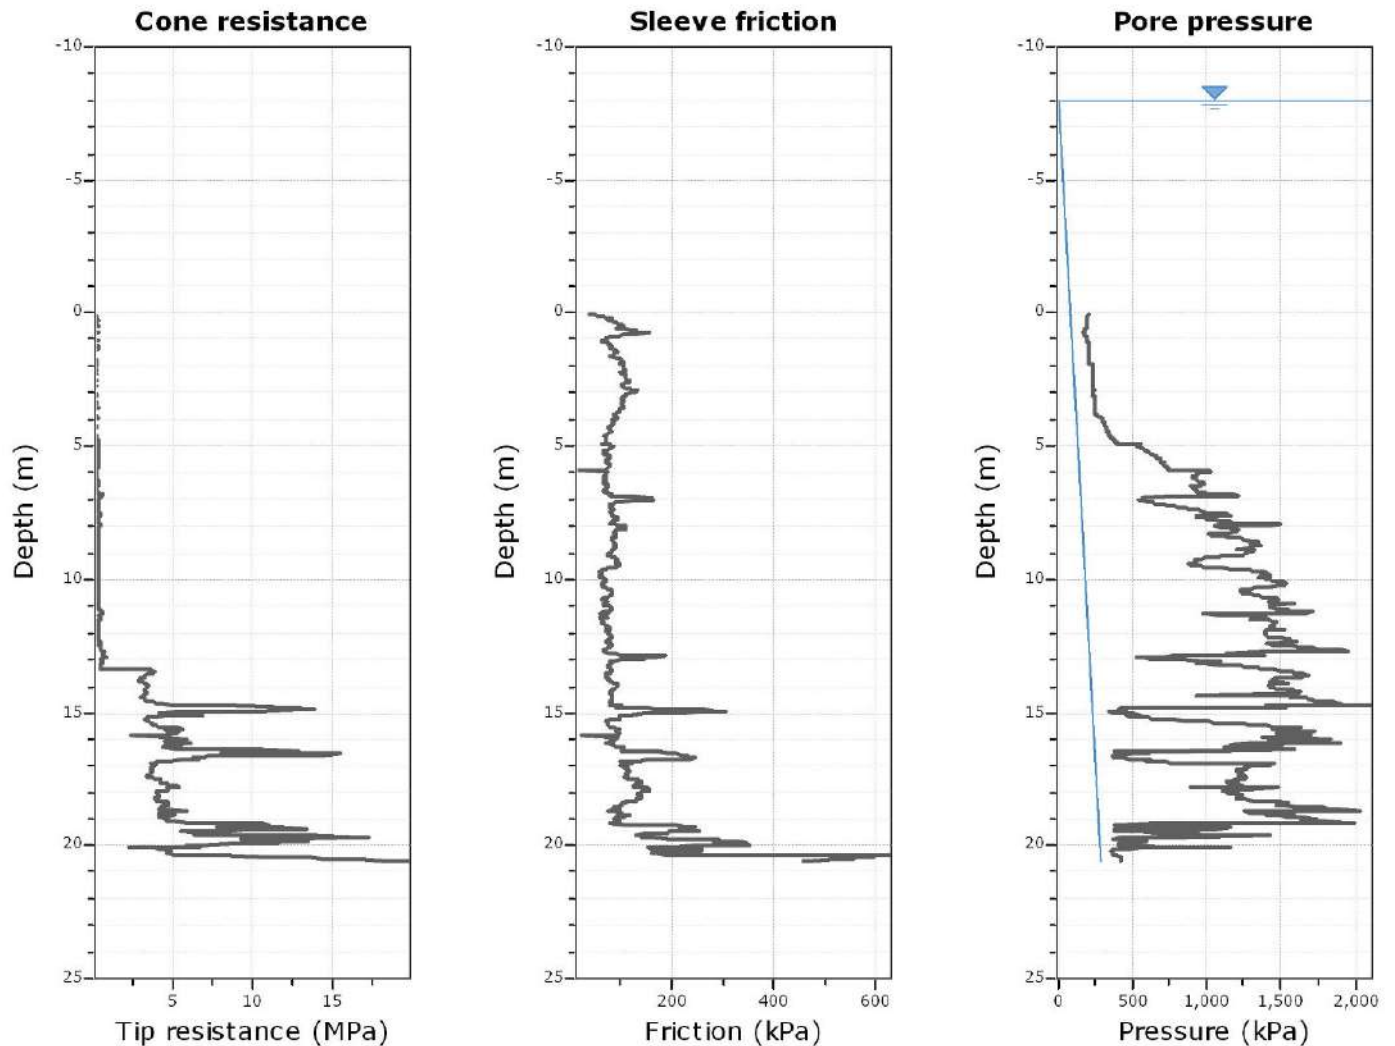 Cone resistance
-10
-5
0
5
10
15
20
25
5 10 15
Tip resistance (MPa)
Depth (m)
Sleeve friction
-10
-5
0
5
10
15
20
25
200 400 600
Friction (kPa)
Depth (m)
Pore pressure
-10
-5
0
5
10
15
20
25
0 500 1,000 1,500 2,000
Pressure (kPa)
Depth (m)